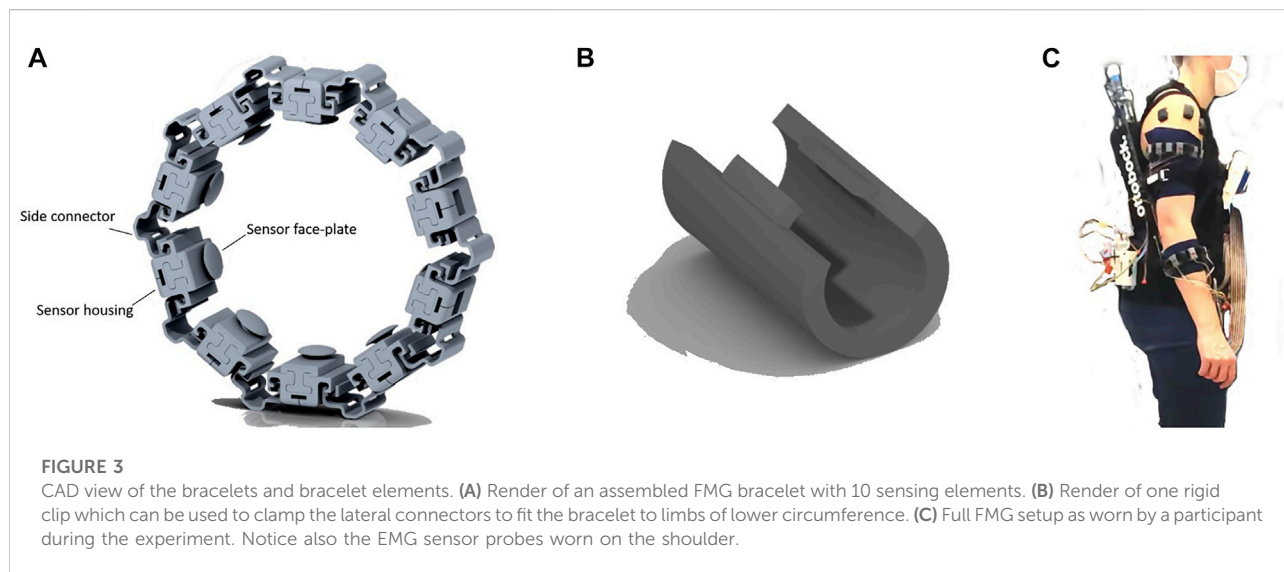 A
B
C
Side connector
Sensor face-plate
Sensor housing
ottobock.
FIGURE 3
CAD view of the bracelets and bracelet elements. (A) Render of an assembled FMG bracelet with 10 sensing elements. (B) Render of one rigid
clip which can be used to clamp the lateral connectors to fit the bracelet to limbs of lower circumference. (C) Full FMG setup as worn by a participant
during the experiment. Notice also the EMG sensor probes worn on the shoulder.